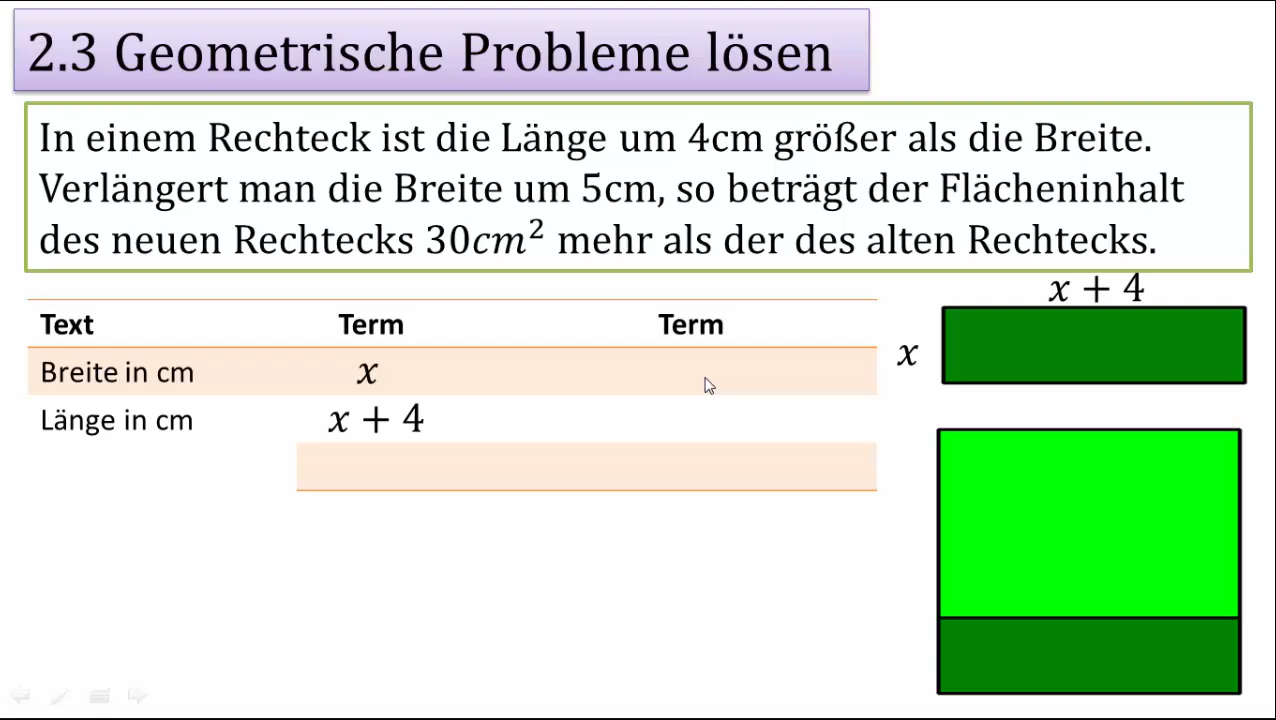 2.3 Geometrische Probleme lösen
In einem Rechteck ist die Länge um 4cm größer als die Breite.
Verlängert man die Breite um 5cm, so beträgt der Flächeninhalt
des neuen Rechtecks 30cm² mehr als der des alten Rechtecks.
x + 4
Text Term Term
Breite in cm x
x
Länge in cm x + 4